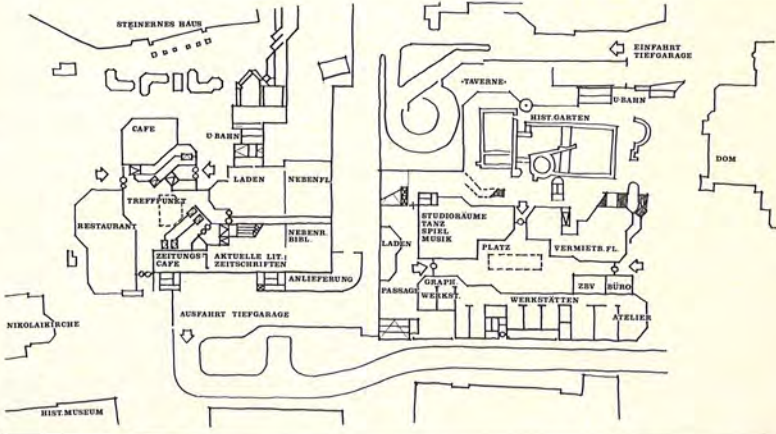 STEINERNES HAUS
EINFAHRT
TIEFGARAGE
»TAVERNE«
U-BAHN
HIST. GARTEN
CAFE
U-BAHN
DOM
LADEN
NEBENFL.
TREFFPUNKT
RESTAURANT
STUDIORÄUME
TANZ
SPIEL
MUSIK
NEBENR.
BIBL.
LADEN
PLATZ
VERMIETB. FL.
ZEITUNGS
CAFE
AKTUELLE LIT.
ZEITSCHRIFTEN
ANLIEFERUNG
PASSAGE
GRAPH.
WERKST.
ZBV
BÜRO
WERKSTÄTTEN
ATELIER
AUSFAHRT TIEFGARAGE
NIKOLAIKIRCHE
HIST. MUSEUM